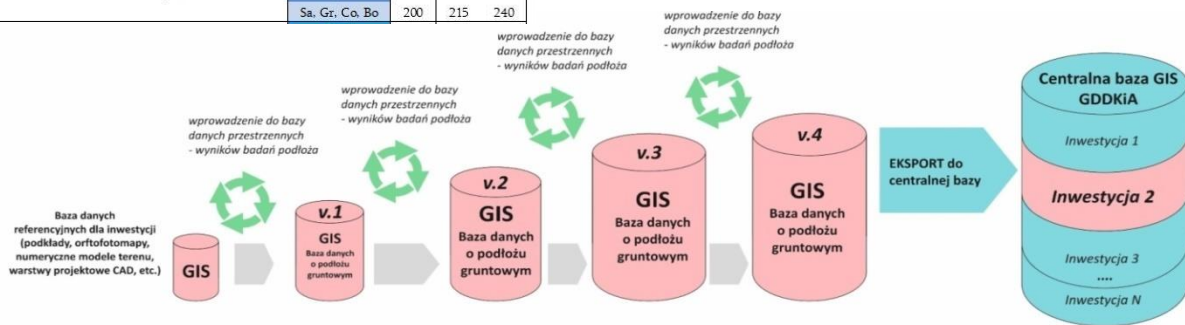 Sa, Gr, Co, Bo 200 215 240
wprowadzenie do bazy
danych przestrzennych
- wyników badań podłoża
wprowadzenie do bazy
danych przestrzennych
- wyników badań podłoża
wprowadzenie do bazy
danych przestrzennych
- wyników badań podłoża
wprowadzenie do bazy
danych przestrzennych
- wyników badań podłoża
Baza danych
referencyjnych dla inwestycji
(podkłady, orftofotomapy,
numeryczne modele terenu,
warstwy projektowe CAD, etc.)
GIS
v.1
GIS
Baza danych
o podłożu
gruntowym
v.2
GIS
Baza danych
o podłożu
gruntowym
v.3
GIS
Baza danych
o podłożu
gruntowym
v.4
GIS
Baza danych
o podłożu
gruntowym
EKSPORT do
centralnej bazy
Centralna baza GIS
GDDKiA
Inwestycja 1
Inwestycja 2
Inwestycja 3
....
Inwestycja N